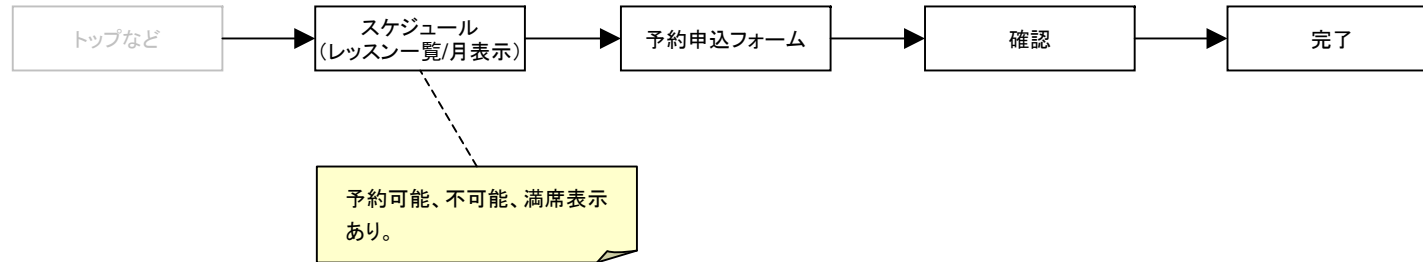 トップなど
スケジュール
(レッスン一覧/月表示)
予約申込フォーム
確認
完了
予約可能、不可能、満席表示
あり。